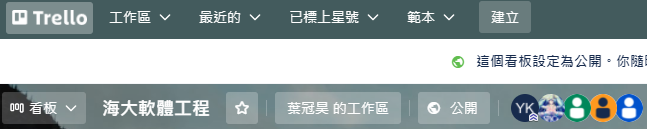 Trello 工作區 最近的 已標上星號 範本 建立
這個看板設定為公開。你隨
看板 海大軟體工程 葉冠昊 的工作區 公開 YK